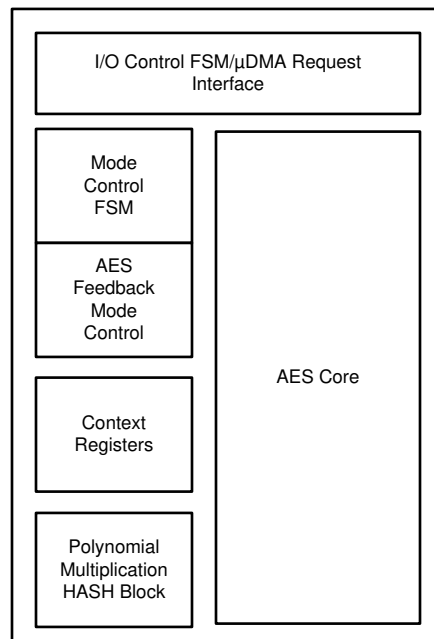 I/O Control FSM/µDMA Request
Interface
Mode
Control
FSM
AES
Feedback
Mode
Control
AES Core
Context
Registers
Polynomial
Multiplication
HASH Block